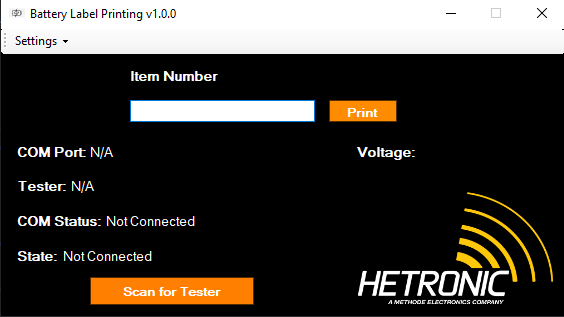 Battery Label Printing v1.0.0
Settings
Item Number
Print
COM Port: N/A
Voltage:
Tester: N/A
COM Status: Not Connected
State: Not Connected
Scan for Tester
HETRONIC
A METHODE ELECTRONICS COMPANY